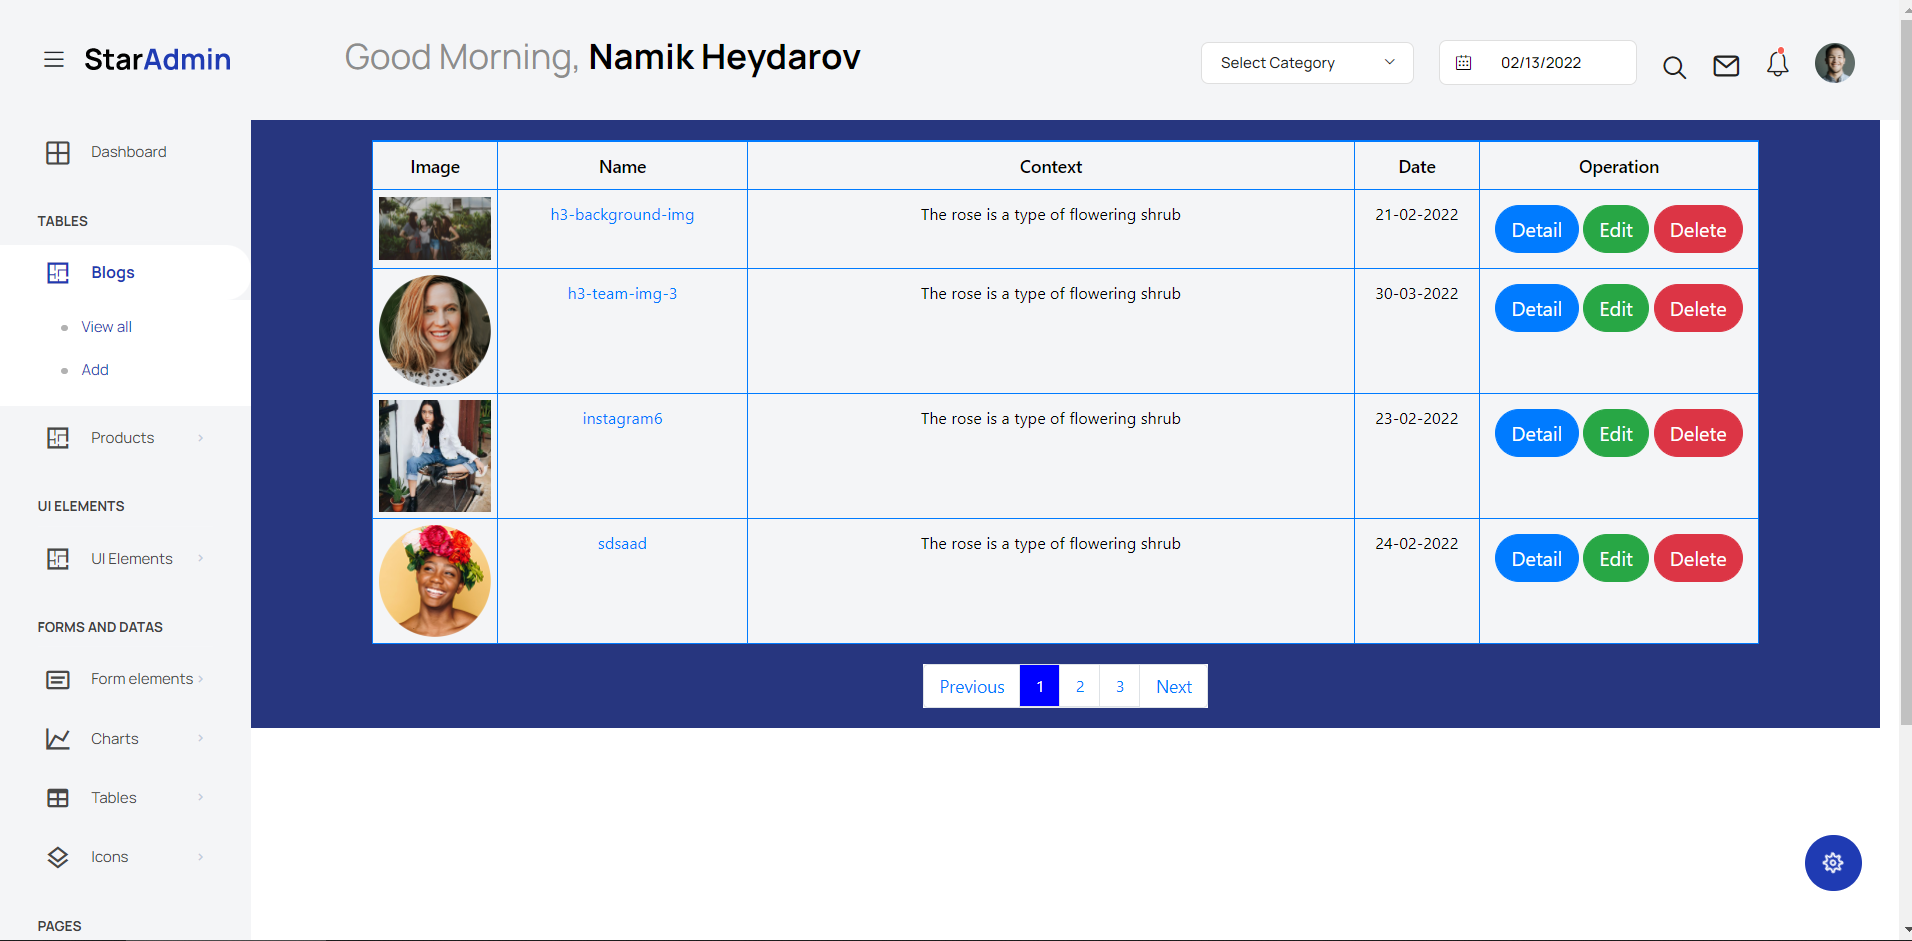 StarAdmin
Good Morning, Namik Heydarov
Select Category
02/13/2022
Dashboard
TABLES
Blogs
View all
Add
Products
UI ELEMENTS
UI Elements
FORMS AND DATAS
Form elements
Charts
Tables
Icons
PAGES
Image Name Context Date Operation
h3-background-img The rose is a type of flowering shrub 21-02-2022 Detail Edit Delete
h3-team-img-3 The rose is a type of flowering shrub 30-03-2022 Detail Edit Delete
instagram6 The rose is a type of flowering shrub 23-02-2022 Detail Edit Delete
sdsaad The rose is a type of flowering shrub 24-02-2022 Detail Edit Delete
Previous 1 2 3 Next